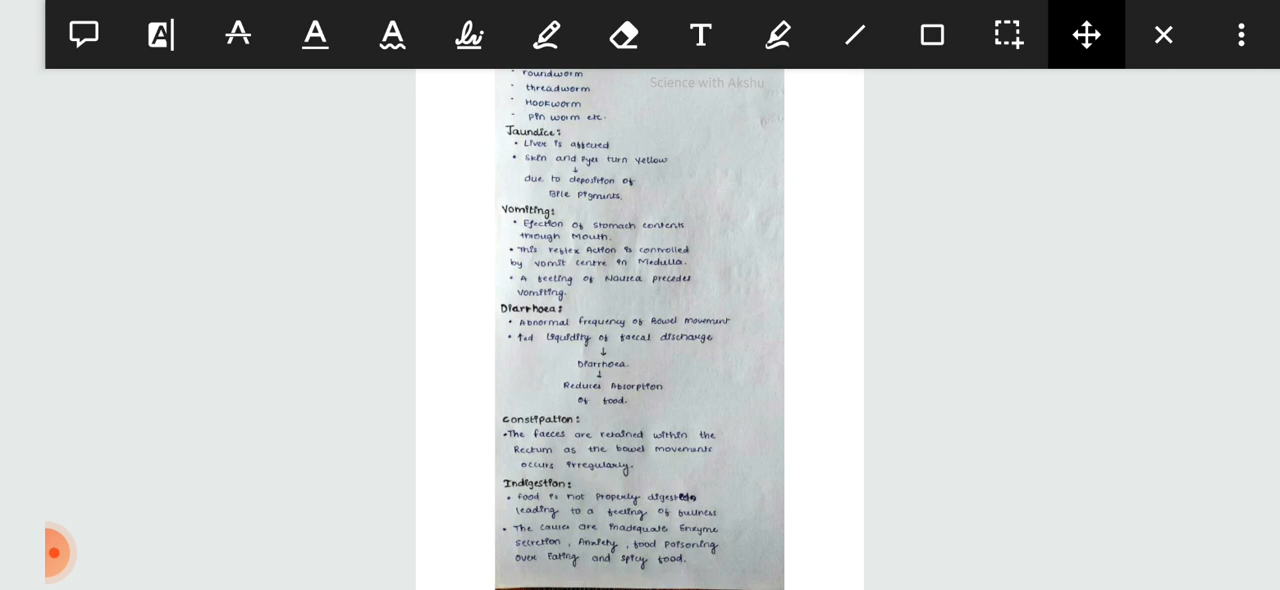 Science with Akshu
- roundworm
- threadworm
- Hookworm
- Pin worm etc.
Jaundice:
• Liver is affected
• Skin and Eyes turn yellow
↓
due to deposition of
Bile Pigments.
Vomiting:
• Ejection of stomach contents
through Mouth.
• This reflex Action is controlled
by vomit centre in Medulla.
• A feeling of Nausea precedes
vomiting.
Diarrhoea:
• Abnormal frequency of Bowel movement
• ↑ed liquidity of faecal discharge
↓
Diarrhoea.
↓
Reduces Absorption
of food.
Constipation:
• The faeces are retained within the
Rectum as the bowel movements
occurs irregularly.
Indigestion:
• food is not Properly digested
leading to a feeling of fullness
• The causes are inadequate Enzyme
secretion, Anxiety, food Poisoning
over Eating and spicy food.